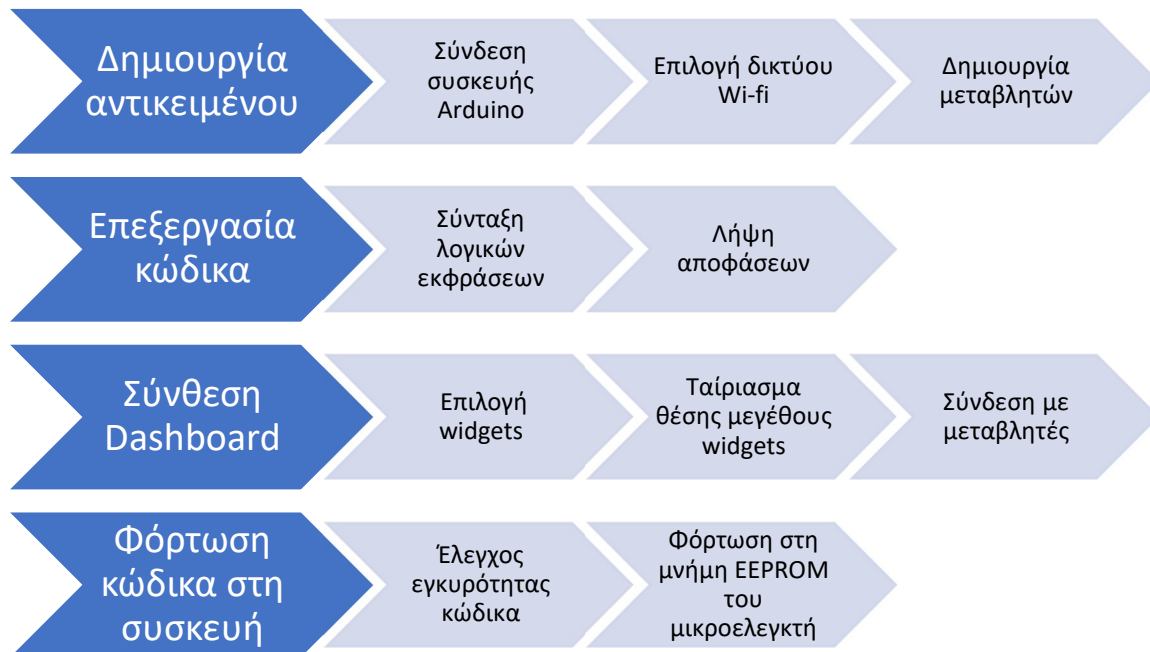 Δημιουργία
αντικειμένου
Σύνδεση
συσκευής
Arduino
Επιλογή δικτύου
Wi-fi
Δημιουργία
μεταβλητών
Επεξεργασία
κώδικα
Σύνταξη
λογικών
εκφράσεων
Λήψη
αποφάσεων
Σύνθεση
Dashboard
Επιλογή
widgets
Ταίριασμα
θέσης μεγέθους
widgets
Σύνδεση με
μεταβλητές
Φόρτωση
κώδικα στη
συσκευή
Έλεγχος
εγκυρότητας
κώδικα
Φόρτωση στη
μνήμη EEPROM
του
μικροελεγκτή